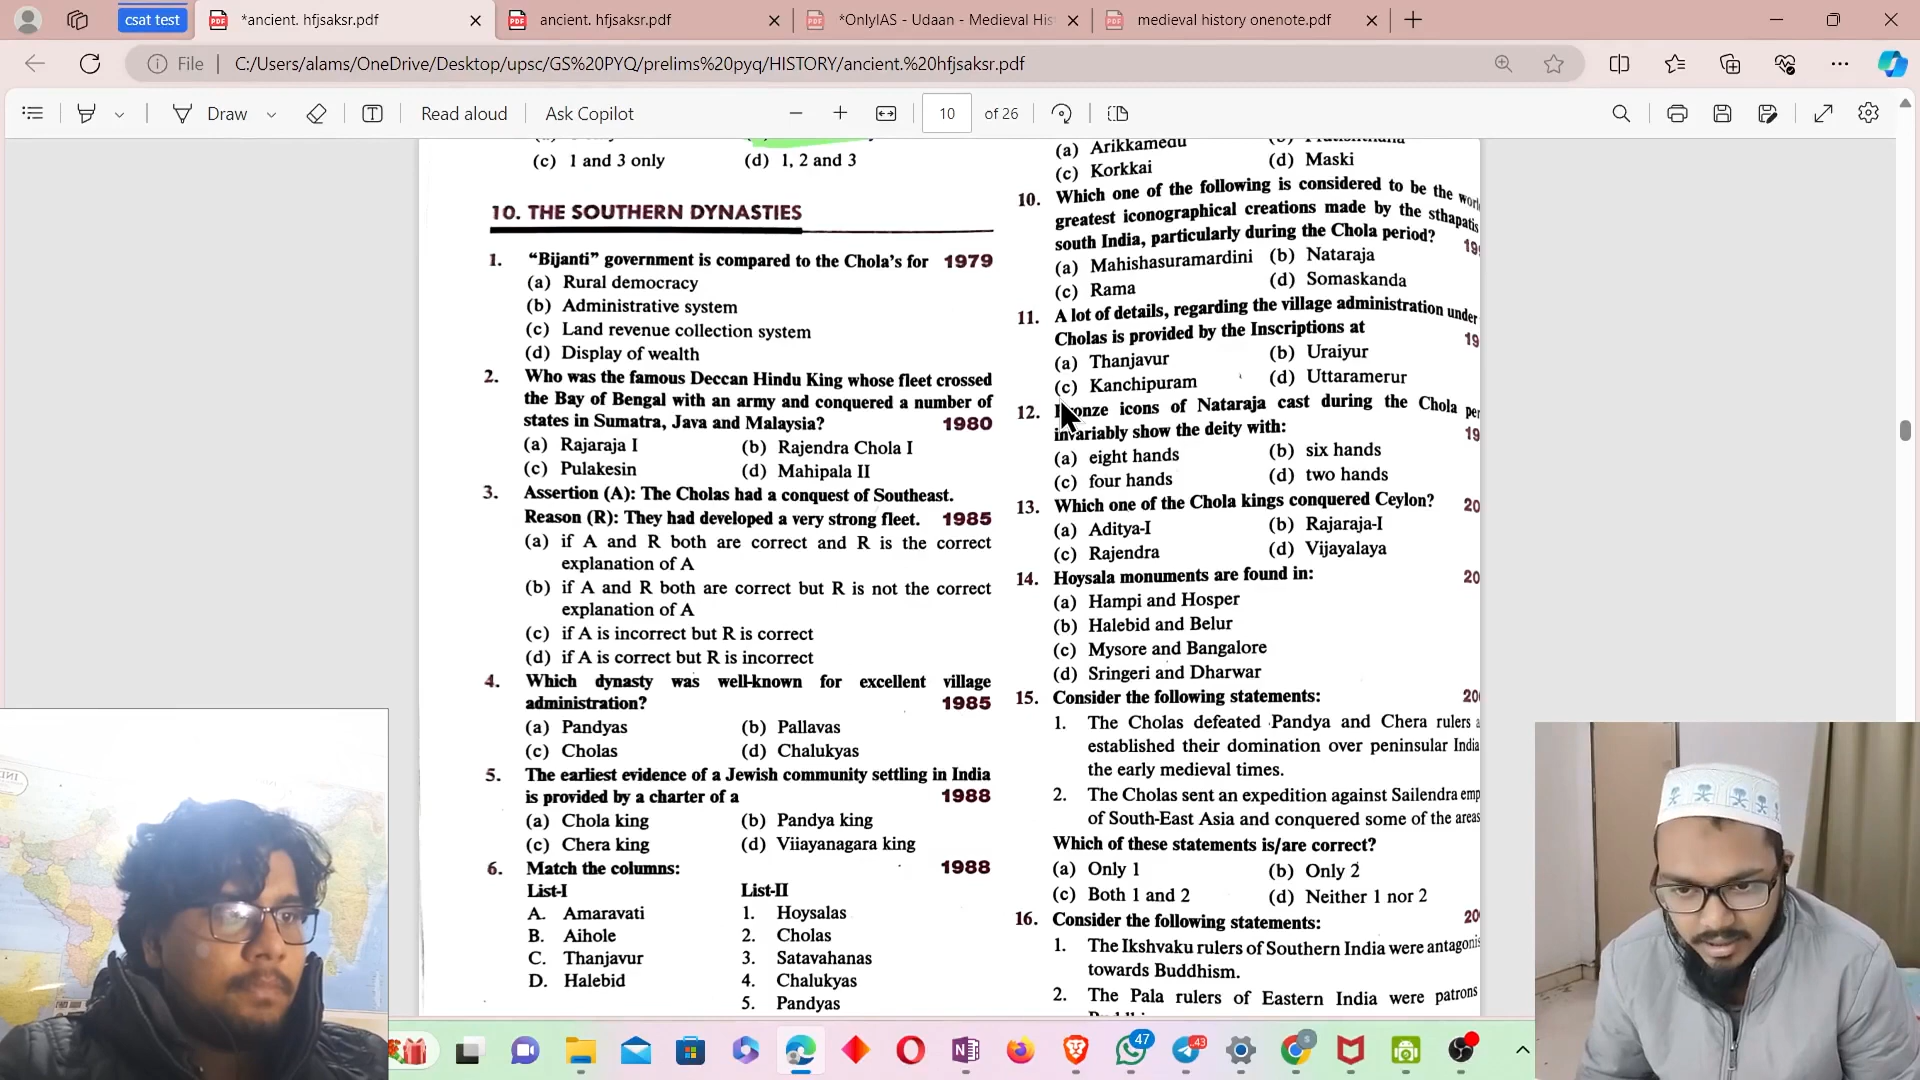 csat test
*ancient. hfjsaksr.pdf
ancient. hfjsaksr.pdf
*OnlyIAS - Udaan - Medieval His
medieval history onenote.pdf
File
C:/Users/alams/OneDrive/Desktop/upsc/GS%20PYQ/prelims%20pyq/HISTORY/ancient.%20hfjsaksr.pdf
Draw
Read aloud
Ask Copilot
10 of 26
(c) 1 and 3 only (d) 1, 2 and 3
10. THE SOUTHERN DYNASTIES
1. "Bijanti" government is compared to the Chola's for 1979
(a) Rural democracy
(b) Administrative system
(c) Land revenue collection system
(d) Display of wealth
2. Who was the famous Deccan Hindu King whose fleet crossed
the Bay of Bengal with an army and conquered a number of
states in Sumatra, Java and Malaysia? 1980
(a) Rajaraja I (b) Rajendra Chola I
(c) Pulakesin (d) Mahipala II
3. Assertion (A): The Cholas had a conquest of Southeast.
Reason (R): They had developed a very strong fleet. 1985
(a) if A and R both are correct and R is the correct
explanation of A
(b) if A and R both are correct but R is not the correct
explanation of A
(c) if A is incorrect but R is correct
(d) if A is correct but R is incorrect
4. Which dynasty was well-known for excellent village
administration? 1985
(a) Pandyas (b) Pallavas
(c) Cholas (d) Chalukyas
5. The earliest evidence of a Jewish community settling in India
is provided by a charter of a 1988
(a) Chola king (b) Pandya king
(c) Chera king (d) Vijayanagara king
6. Match the columns: 1988
List-I List-II
A. Amaravati 1. Hoysalas
B. Aihole 2. Cholas
C. Thanjavur 3. Satavahanas
D. Halebid 4. Chalukyas
5. Pandyas
(a) Arikkamedu
(c) Korkkai (d) Maski
10. Which one of the following is considered to be the worl
greatest iconographical creations made by the sthapatis
south India, particularly during the Chola period? 19
(a) Mahishasuramardini (b) Nataraja
(c) Rama (d) Somaskanda
11. A lot of details, regarding the village administration under
Cholas is provided by the Inscriptions at 19
(a) Thanjavur (b) Uraiyur
(c) Kanchipuram (d) Uttaramerur
12. icons of Nataraja cast during the Chola per
invariably show the deity with: 19
(a) eight hands (b) six hands
(c) four hands (d) two hands
13. Which one of the Chola kings conquered Ceylon? 20
(a) Aditya-I (b) Rajaraja-I
(c) Rajendra (d) Vijayalaya
14. Hoysala monuments are found in: 20
(a) Hampi and Hosper
(b) Halebid and Belur
(c) Mysore and Bangalore
(d) Sringeri and Dharwar
15. Consider the following statements: 20
1. The Cholas defeated Pandya and Chera rulers a
established their domination over peninsular India
the early medieval times.
2. The Cholas sent an expedition against Sailendra emp
of South-East Asia and conquered some of the areas
Which of these statements is/are correct?
(a) Only 1 (b) Only 2
(c) Both 1 and 2 (d) Neither 1 nor 2
16. Consider the following statements: 20
1. The Ikshvaku rulers of Southern India were antagonis
towards Buddhism.
2. The Pala rulers of Eastern India were patrons
47
43